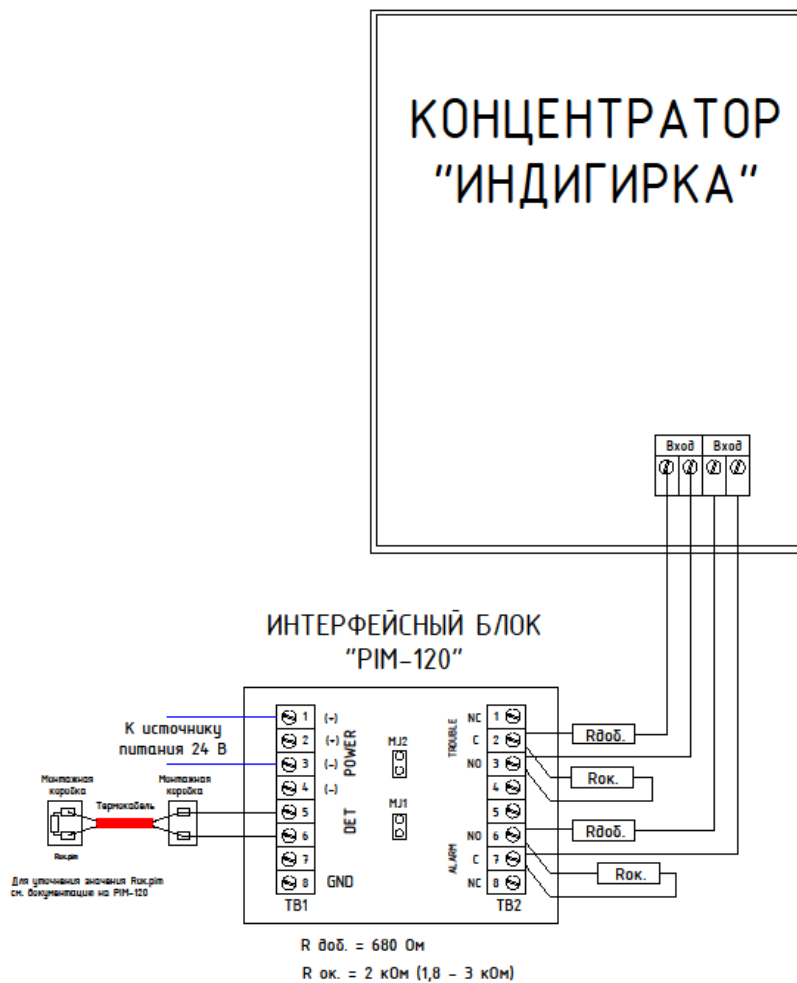 КОНЦЕНТРАТОР
"ИНДИГИРКА"
Вход Вход
ИНТЕРФЕЙСНЫЙ БЛОК
"PIM-120"
К источнику
питания 24 В
Монтажная
коробка
Термокабель
Монтажная
коробка
Rок.pim
Для уточнения значения Rок.pim
см. документацию на PIM-120
1 (+)
2 (+)
3 (-)
4 (-)
5
6
7
8 GND
POWER
DET
TB1
MJ2
MJ1
TROUBLE
ALARM
NC 1
C 2
NO 3
4
5
NO 6
C 7
NC 8
TB2
Rдоб.
Rок.
Rдоб.
Rок.
R доб. = 680 Ом
R ок. = 2 кОм (1,8 - 3 кОм)